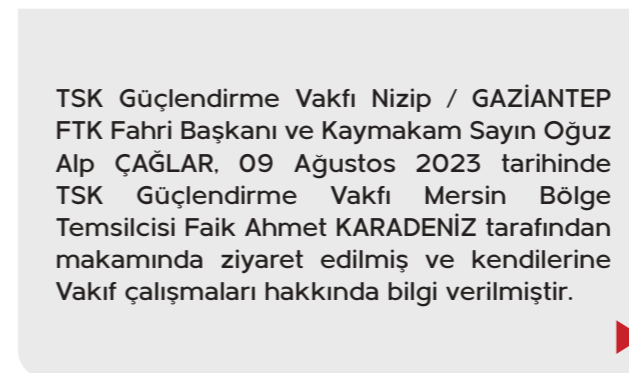 TSK Güçlendirme Vakfı Nizip / GAZİANTEP
FTK Fahri Başkanı ve Kaymakam Sayın Oğuz
Alp ÇAĞLAR, 09 Ağustos 2023 tarihinde
TSK Güçlendirme Vakfı Mersin Bölge
Temsilcisi Faik Ahmet KARADENİZ tarafından
makamında ziyaret edilmiş ve kendilerine
Vakıf çalışmaları hakkında bilgi verilmiştir.